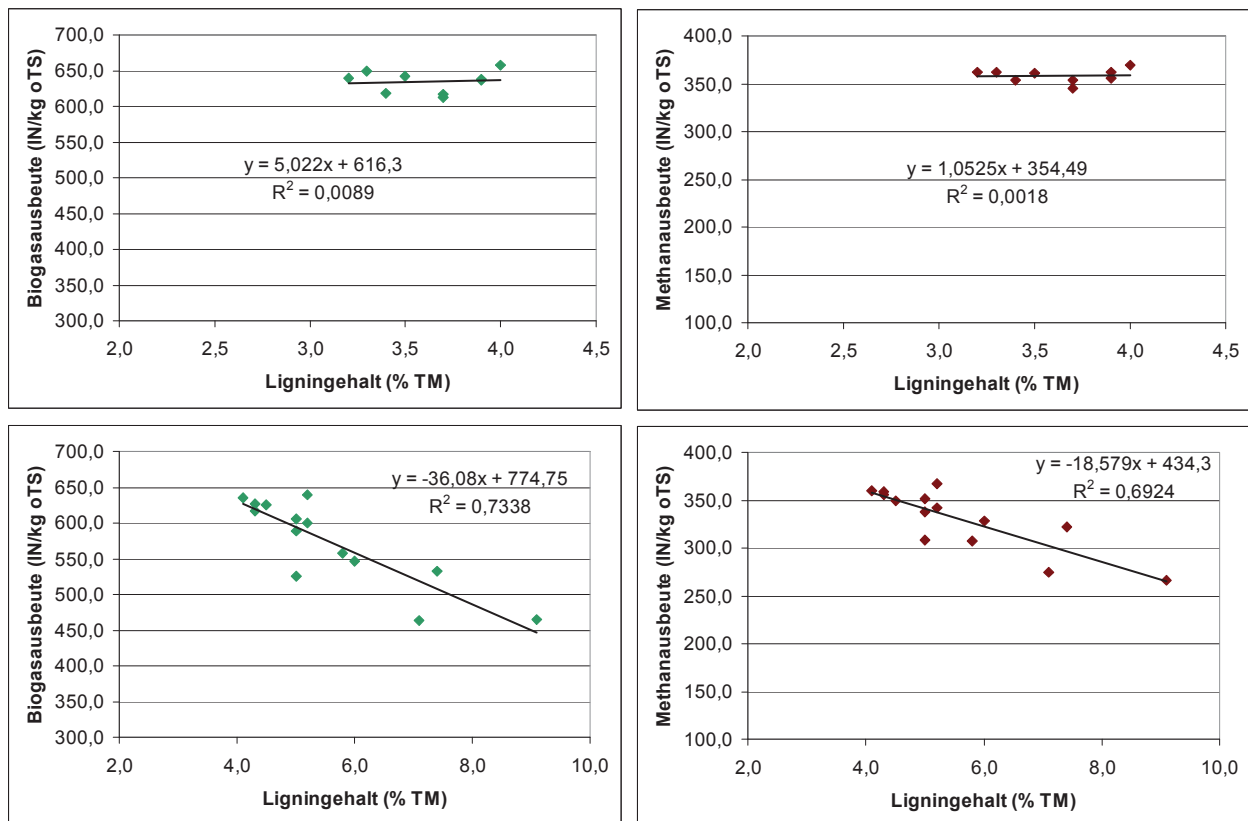 Biogasausbeute (lN/kg oTS)
700,0
650,0
600,0
550,0
500,0
450,0
400,0
350,0
300,0
y = 5,022x + 616,3
R² = 0,0089
2,0 2,5 3,0 3,5 4,0 4,5
Ligningehalt (% TM)
Methanausbeute (lN/kg oTS)
400,0
350,0
300,0
250,0
200,0
150,0
100,0
y = 1,0525x + 354,49
R² = 0,0018
2,0 2,5 3,0 3,5 4,0 4,5
Ligningehalt (% TM)
Biogasausbeute (lN/kg oTS)
700,0
650,0
600,0
550,0
500,0
450,0
400,0
350,0
300,0
y = -36,08x + 774,75
R² = 0,7338
2,0 4,0 6,0 8,0 10,0
Ligningehalt (% TM)
Methanausbeute (lN/kg oTS)
400,0
350,0
300,0
250,0
200,0
150,0
100,0
y = -18,579x + 434,3
R² = 0,6924
2,0 4,0 6,0 8,0 10,0
Ligningehalt (% TM)